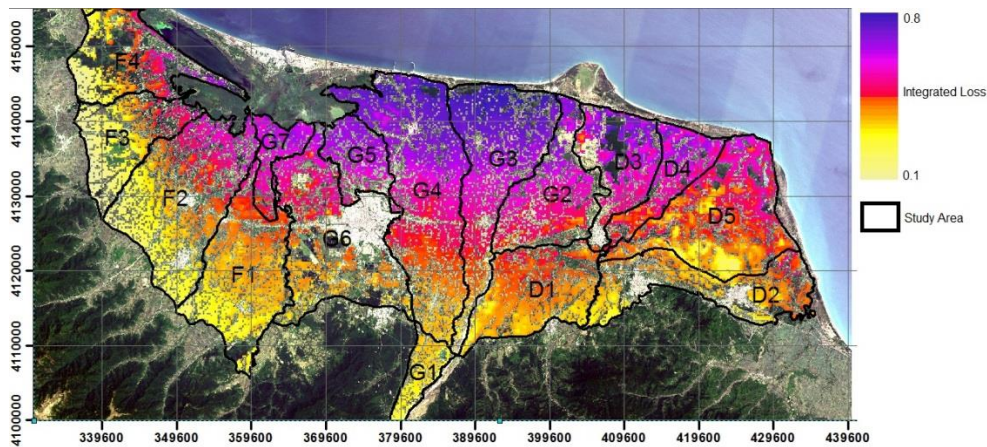 0.8
Integrated Loss
0.1
Study Area
4150000
4140000
4130000
4120000
4110000
4100000
F4
F3
G7
G5
G3
D3
D4
F2
G4
G2
D5
G6
F1
D1
D2
G1
339600 349600 359600 369600 379600 389600 399600 409600 419600 429600 439600